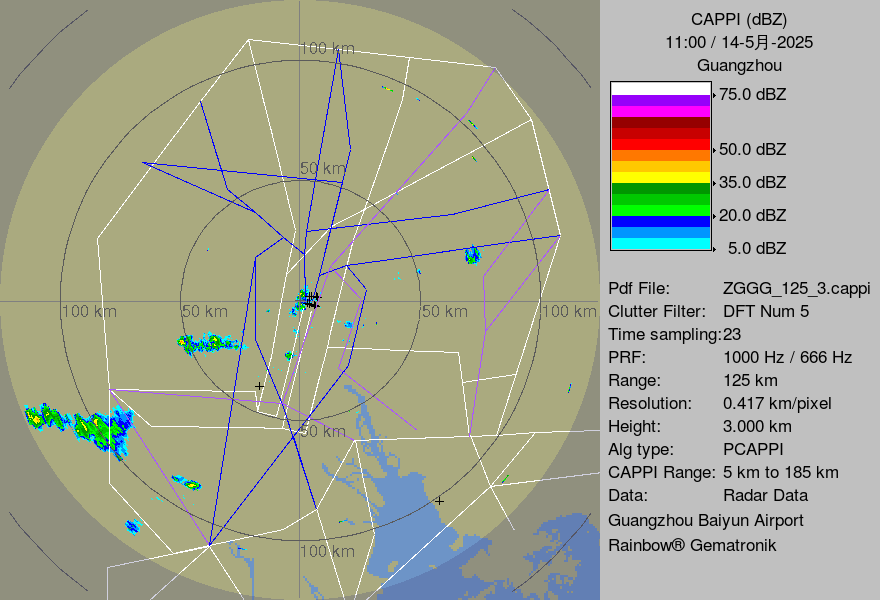 CAPPI (dBZ)
11:00 / 14-5月-2025
Guangzhou
75.0 dBZ
50.0 dBZ
35.0 dBZ
20.0 dBZ
5.0 dBZ
Pdf File: ZGGG_125_3.cappi
Clutter Filter: DFT Num 5
Time sampling:23
PRF: 1000 Hz / 666 Hz
Range: 125 km
Resolution: 0.417 km/pixel
Height: 3.000 km
Alg type: PCAPPI
CAPPI Range: 5 km to 185 km
Data: Radar Data
Guangzhou Baiyun Airport
Rainbow® Gematronik
100 km
50 km
100 km
50 km
50 km
100 km
50 km
100 km